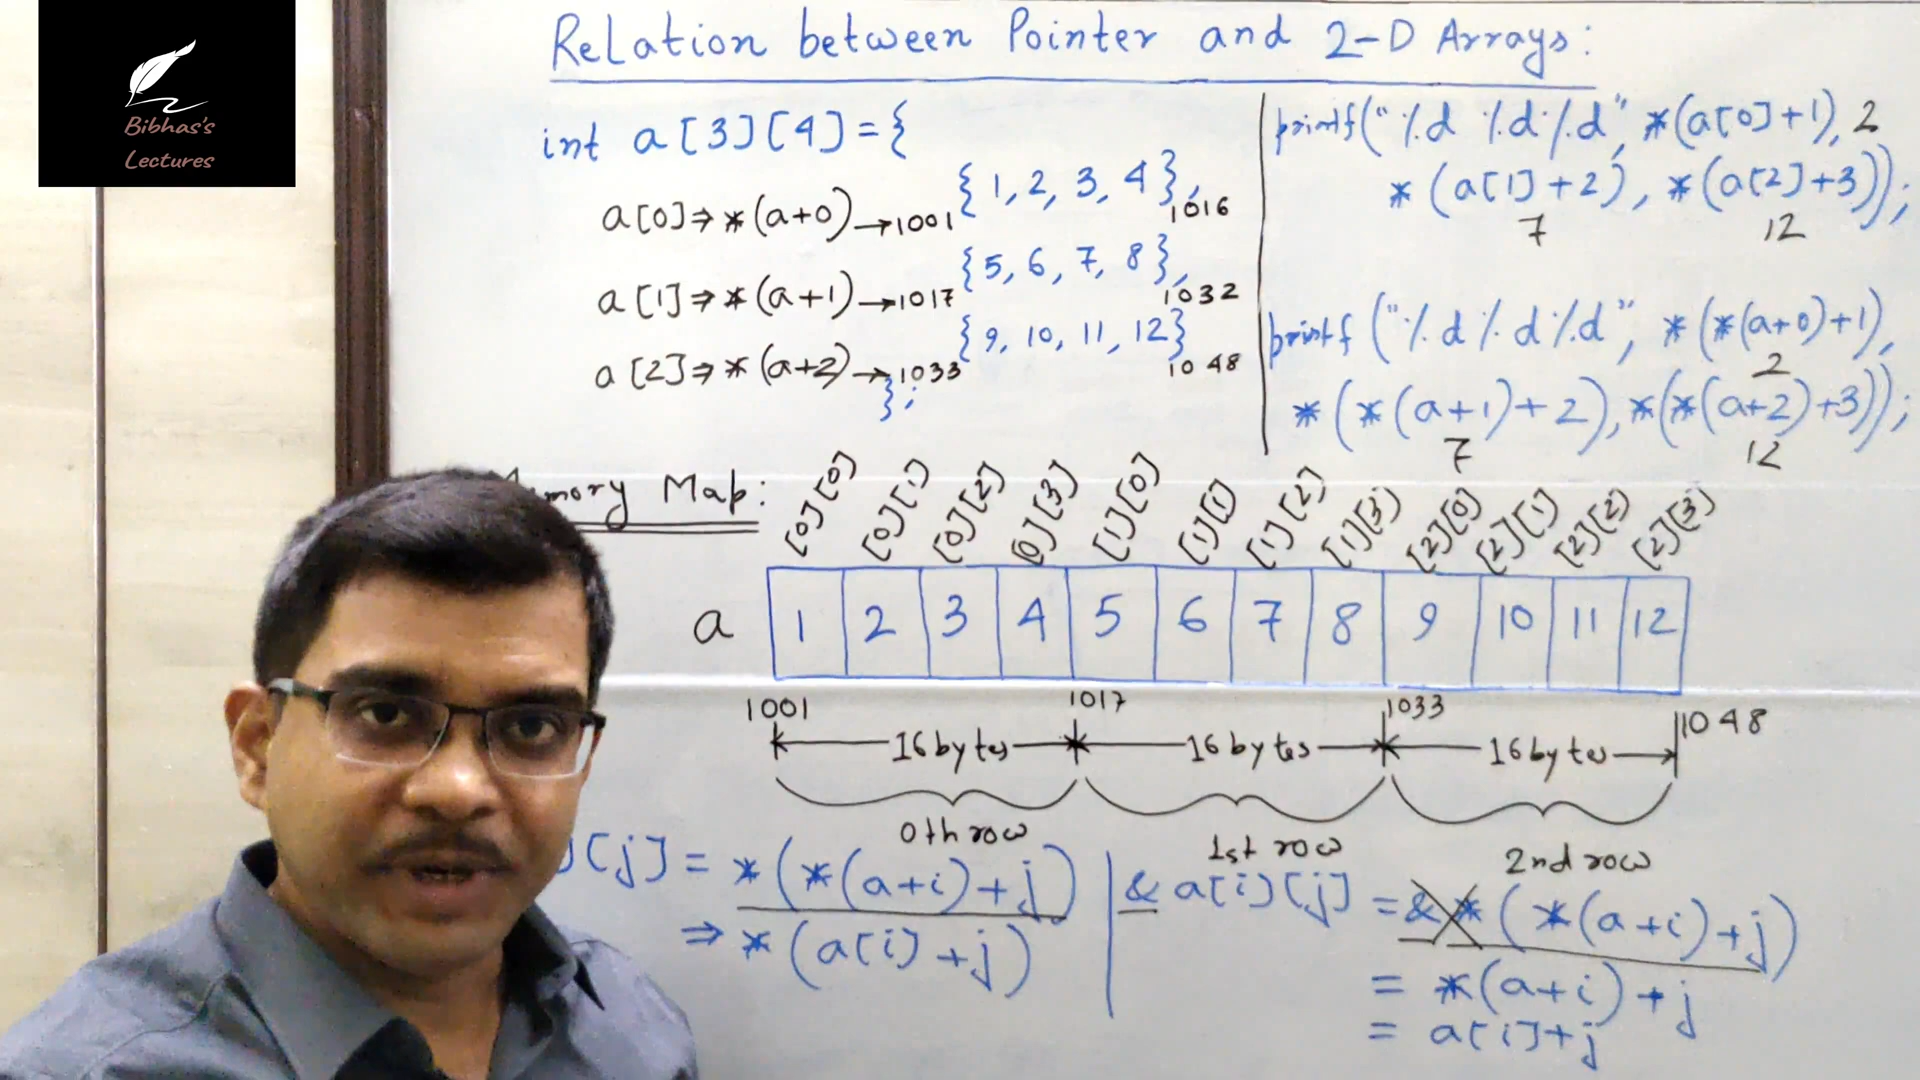 Bibhas's
Lectures
Relation between Pointer and 2-D Arrays:
int a[3][4]={
a[0]⇒*(a+0)→1001 {1, 2, 3, 4}, 1016
a[1]⇒*(a+1)→1017 {5, 6, 7, 8}, 1032
a[2]⇒*(a+2)→1033 {9, 10, 11, 12} 1048
};
printf("%d %d %d", *(a[0]+1), 2
*(a[1]+2), *(a[2]+3));
7 12
printf("%d %d %d", *(*(a+0)+1),
2
*(*(a+1)+2), *(*(a+2)+3));
7 12
Map:
[0][0] [0][1] [0][2] [0][3] [1][0] [1][1] [1][2] [1][3] [2][0] [2][1] [2][2] [2][3]
a 1 2 3 4 5 6 7 8 9 10 11 12
1001 1017 1033 1048
16 bytes 16 bytes 16 bytes
0th row 1st row 2nd row
][j] = *(*(a+i)+j)
⇒ *(a[i]+j)
& a[i][j] = &*(*(a+i)+j)
= *(a+i)+j
= a[i]+j